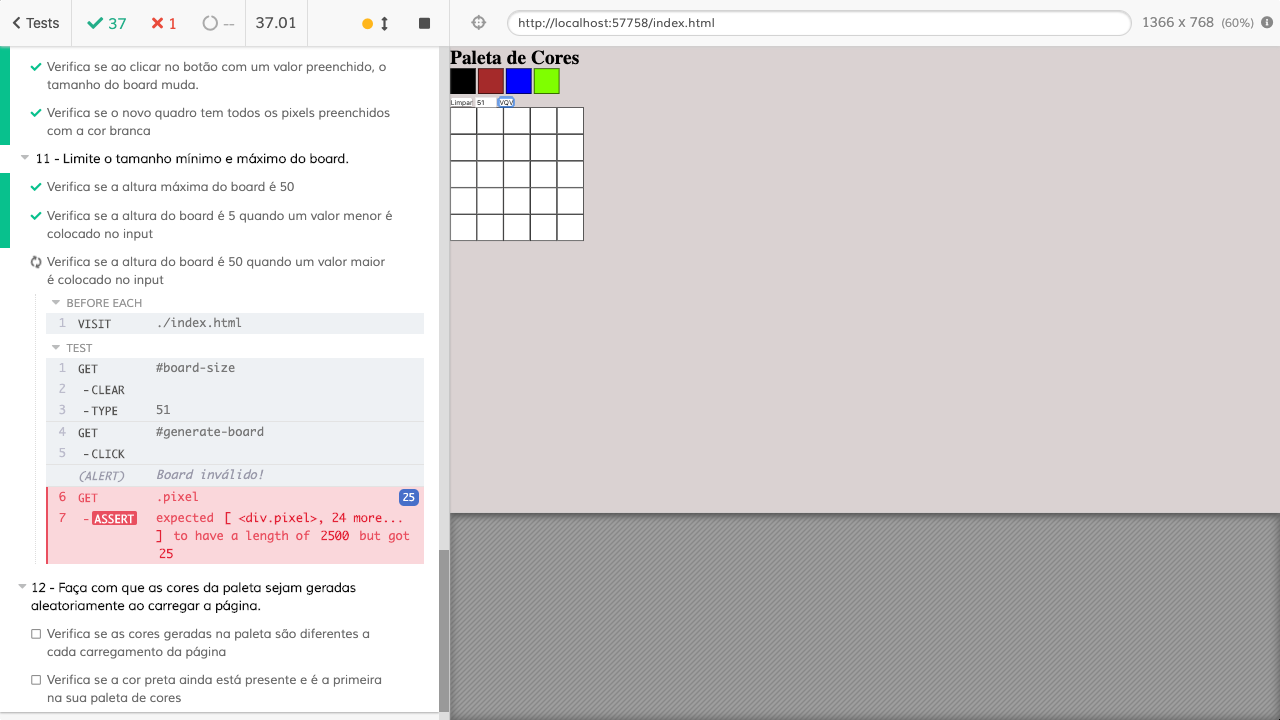 Tests
37
1
--
37.01
http://localhost:57758/index.html
1366 x 768 (60%)
Verifica se ao clicar no botão com um valor preenchido, o
tamanho do board muda.
Verifica se o novo quadro tem todos os pixels preenchidos
com a cor branca
11 - Limite o tamanho mínimo e máximo do board.
Verifica se a altura máxima do board é 50
Verifica se a altura do board é 5 quando um valor menor é
colocado no input
Verifica se a altura do board é 50 quando um valor maior
é colocado no input
BEFORE EACH
1 VISIT ./index.html
TEST
1 GET #board-size
2 -CLEAR
3 -TYPE 51
4 GET #generate-board
5 -CLICK
(ALERT) Board inválido!
6 GET .pixel 25
7 -ASSERT expected [ <div.pixel>, 24 more...
] to have a length of 2500 but got
25
12 - Faça com que as cores da paleta sejam geradas
aleatoriamente ao carregar a página.
Verifica se as cores geradas na paleta são diferentes a
cada carregamento da página
Verifica se a cor preta ainda está presente e é a primeira
na sua paleta de cores
Paleta de Cores
Limpar 51 VQV